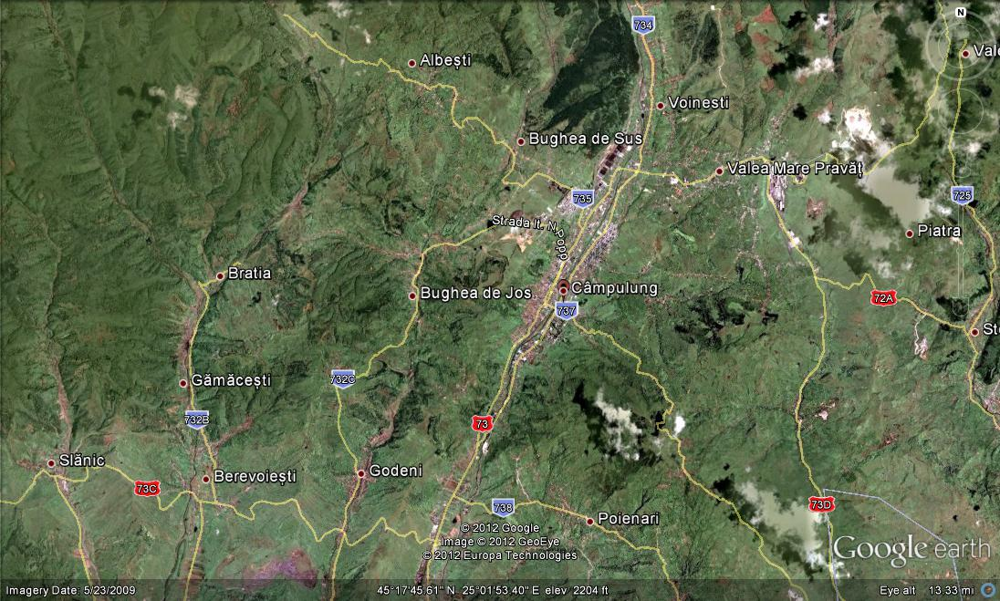 734
N
Albești
Voinesti
Bughea de Sus
Valea Mare Pravăț
735
725
Strada lt. N.Popp
Piatra
Bratia
Bughea de Jos
Câmpulung
737
72A
732C
Gămăcești
732B
73
Slănic
73C
Berevoiești
Godeni
738
73D
Poienari
© 2012 Google
Image © 2012 GeoEye
© 2012 Europa Technologies
Google earth
Imagery Date: 5/23/2009
45°17'45.61" N 25°01'53.40" E elev 2204 ft
Eye alt 13.33 mi